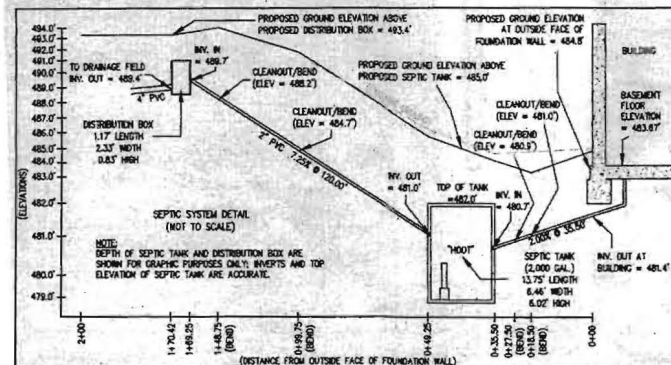 PROPOSED GROUND ELEVATION ABOVE
PROPOSED DISTRIBUTION BOX = 493.4'
PROPOSED GROUND ELEVATION
AT OUTSIDE FACE OF
FOUNDATION WALL = 484.8'
BUILDING
494.0'
493.0'
492.0'
491.0'
490.0'
489.0'
488.0'
486.0'
485.0'
484.0'
483.0'
482.0'
481.0'
480.0'
479.0'
(ELEVATIONS)
INV. IN
= 489.7'
TO DRAINAGE FIELD
INV. OUT = 489.4'
4" PVC
CLEANOUT/BEND
(ELEV = 488.2')
PROPOSED GROUND ELEVATION ABOVE
PROPOSED SEPTIC TANK = 485.0'
BASEMENT
FLOOR
ELEVATION
= 483.67'
CLEANOUT/BEND
(ELEV = 481.0')
CLEANOUT/BEND
(ELEV = 484.7')
CLEANOUT/BEND
(ELEV = 480.9')
DISTRIBUTION BOX
1.17' LENGTH
2.33' WIDTH
0.83' HIGH
2" PVC 7.25% @ 120.00'
INV. OUT
= 481.0'
TOP OF TANK
=482.0'
INV. IN
= 480.7'
SEPTIC SYSTEM DETAIL
(NOT TO SCALE)
2.00% @ 35.50'
NOTE:
DEPTH OF SEPTIC TANK AND DISTRIBUTION BOX ARE
SHOWN FOR GRAPHIC PURPOSES ONLY; INVERTS AND TOP
ELEVATION OF SEPTIC TANK ARE ACCURATE.
"HOOT"
SEPTIC TANK
(2,000 GAL.)
13.75' LENGTH
6.46' WIDTH
6.02' HIGH
INV. OUT AT
BUILDING = 481.4'
2+00
1+70.42
1+69.25
1+48.75
(BEND)
0+99.75
(BEND)
0+49.25
0+35.50
0+27.50
(BEND)
0+18.50
(BEND)
0+00
(DISTANCE FROM OUTSIDE FACE OF FOUNDATION WALL)